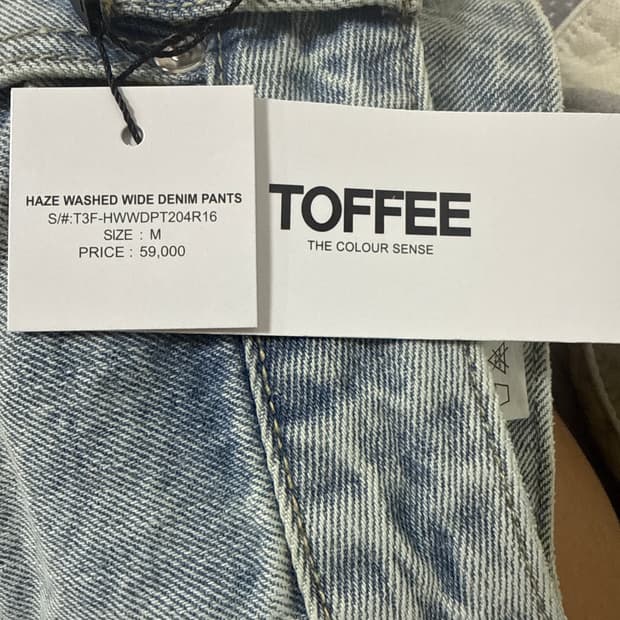 HAZE WASHED WIDE DENIM PANTS
S/#:T3F-HWWDPT204R16
SIZE : M
PRICE : 59,000
TOFFEE
THE COLOUR SENSE